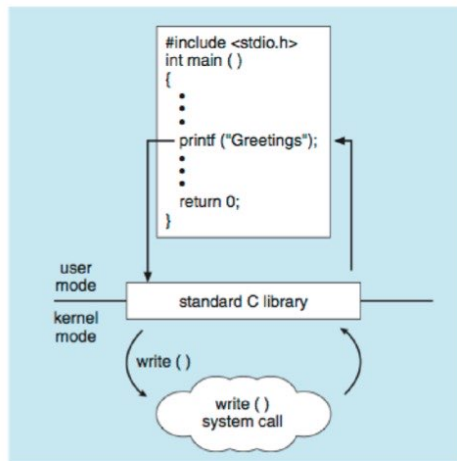 #include <stdio.h>
int main ( )
{
•
•
•
printf ("Greetings");
•
•
•
return 0;
}
user
mode
standard C library
kernel
mode
write ( )
write ( )
system call